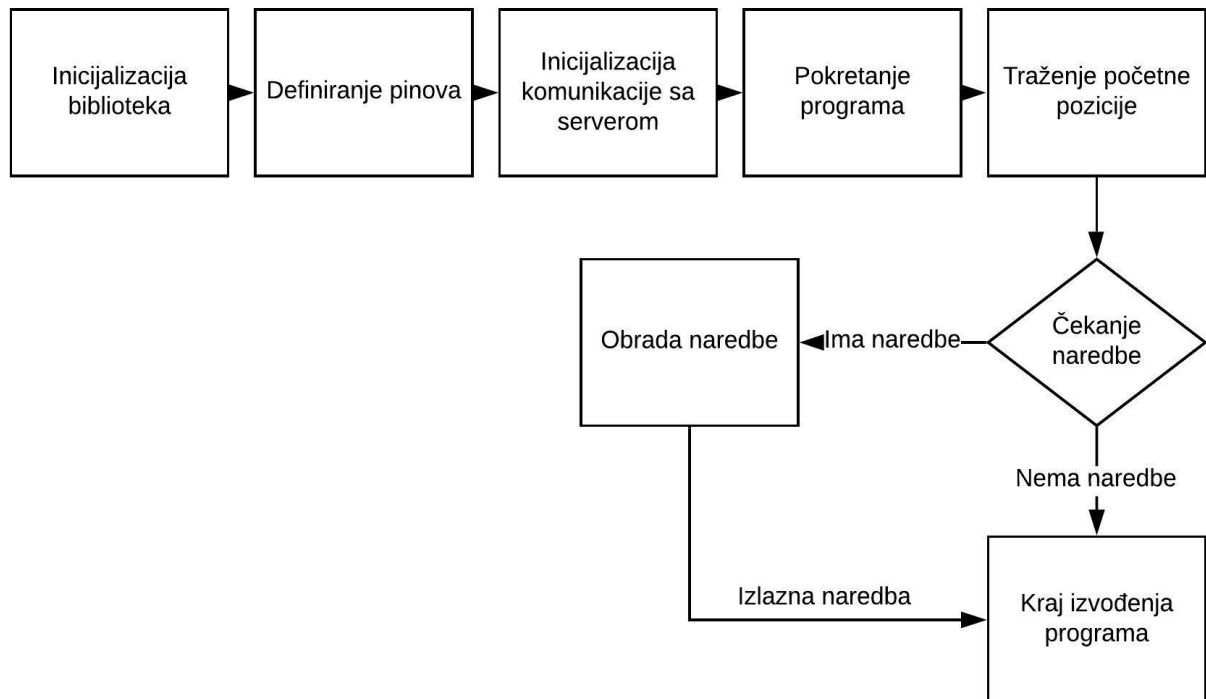 Inicijalizacija
biblioteka
Definiranje pinova
Inicijalizacija
komunikacije sa
serverom
Pokretanje
programa
Traženje početne
pozicije
Čekanje
naredbe
Ima naredbe
Obrada naredbe
Nema naredbe
Izlazna naredba
Kraj izvođenja
programa